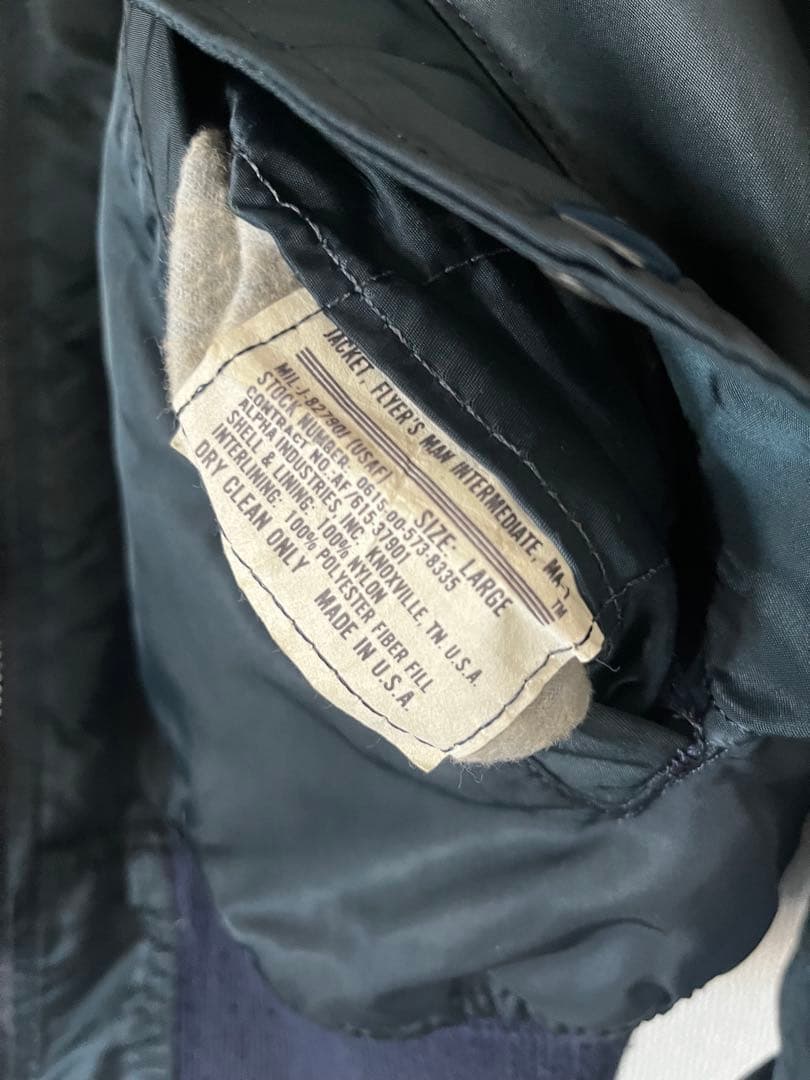 JACKET, FLYER'S MAN INTERMEDIATE, MA-1™
MIL-J-82790I (USAF) SIZE: LARGE
STOCK NUMBER. 0615-00-573-8335
CONTRACT NO. AF/615-37901
ALPHA INDUSTRIES, INC. KNOXVILLE, TN. U.S.A.
SHELL & LINING: 100% NYLON
INTERLINING: 100% POLYESTER FIBER FILL
DRY CLEAN ONLY MADE IN U.S.A.